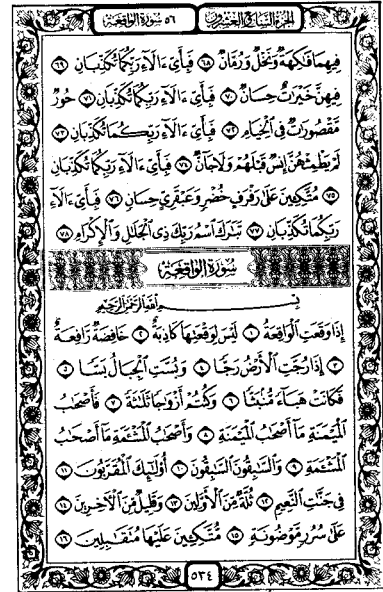 الجزء السابع والعشرون ٥٦ سورة الواقعة
فِيهِمَا فَٰكِهَةٌ وَنَخْلٌ وَرُمَّانٌ ٦٨ فَبِأَيِّ ءَالَآءِ رَبِّكُمَا تُكَذِّبَانِ ٦٩
فِيهِنَّ خَيْرَٰتٌ حِسَانٌ ٧٠ فَبِأَيِّ ءَالَآءِ رَبِّكُمَا تُكَذِّبَانِ ٧١ حُورٌ
مَّقْصُورَٰتٌ فِي ٱلْخِيَامِ ٧٢ فَبِأَيِّ ءَالَآءِ رَبِّكُمَا تُكَذِّبَانِ ٧٣
لَمْ يَطْمِثْهُنَّ إِنسٌ قَبْلَهُمْ وَلَا جَآنٌّ ٧٤ فَبِأَيِّ ءَالَآءِ رَبِّكُمَا تُكَذِّبَانِ
٧٥ مُتَّكِـِٔينَ عَلَىٰ رَفْرَفٍ خُضْرٍ وَعَبْقَرِيٍّ حِسَانٍ ٧٦ فَبِأَيِّ ءَالَآءِ
رَبِّكُمَا تُكَذِّبَانِ ٧٧ تَبَٰرَكَ ٱسْمُ رَبِّكَ ذِي ٱلْجَلَٰلِ وَٱلْإِكْرَامِ ٧٨
سُورَةُ الوَاقِعَة
بِسْمِ ٱللَّهِ ٱلرَّحْمَٰنِ ٱلرَّحِيمِ
إِذَا وَقَعَتِ ٱلْوَاقِعَةُ ١ لَيْسَ لِوَقْعَتِهَا كَاذِبَةٌ ٢ خَافِضَةٌ رَّافِعَةٌ
٣ إِذَا رُجَّتِ ٱلْأَرْضُ رَجًّا ٤ وَبُسَّتِ ٱلْجِبَالُ بَسًّا ٥
فَكَانَتْ هَبَآءً مُّنۢبَثًّا ٦ وَكُنتُمْ أَزْوَٰجًا ثَلَٰثَةً ٧ فَأَصْحَٰبُ
ٱلْمَيْمَنَةِ مَآ أَصْحَٰبُ ٱلْمَيْمَنَةِ ٨ وَأَصْحَٰبُ ٱلْمَشْـَٔمَةِ مَآ أَصْحَٰبُ
ٱلْمَشْـَٔمَةِ ٩ وَٱلسَّٰبِقُونَ ٱلسَّٰبِقُونَ ١٠ أُو۟لَٰٓئِكَ ٱلْمُقَرَّبُونَ ١١
فِي جَنَّٰتِ ٱلنَّعِيمِ ١٢ ثُلَّةٌ مِّنَ ٱلْأَوَّلِينَ ١٣ وَقَلِيلٌ مِّنَ ٱلْءَاخِرِينَ ١٤
عَلَىٰ سُرُرٍ مَّوْضُونَةٍ ١٥ مُّتَّكِـِٔينَ عَلَيْهَا مُتَقَٰبِلِينَ ١٦
٥٣٤